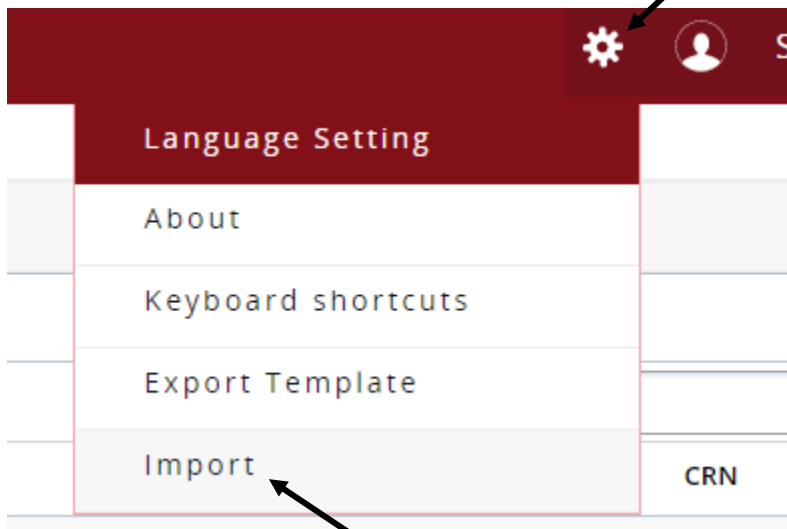 S
Language Setting
About
Keyboard shortcuts
Export Template
Import
CRN